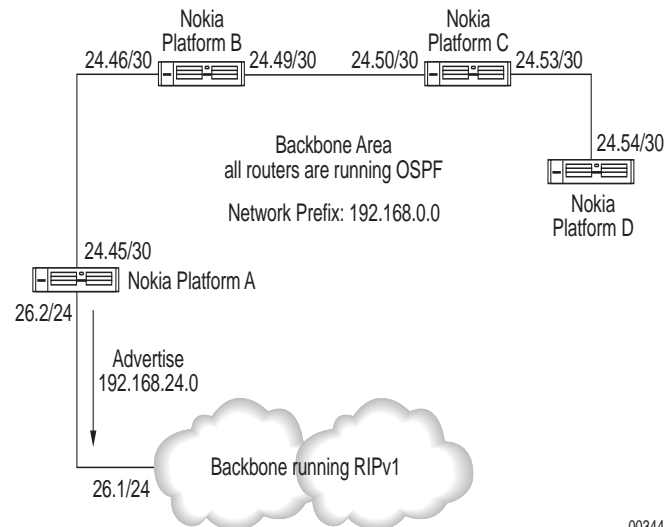 Nokia
Platform B
Nokia
Platform C
24.46/30
24.49/30
24.50/30
24.53/30
Backbone Area
all routers are running OSPF
Network Prefix: 192.168.0.0
24.54/30
Nokia
Platform D
24.45/30
Nokia Platform A
26.2/24
Advertise
192.168.24.0
Backbone running RIPv1
26.1/24
00344